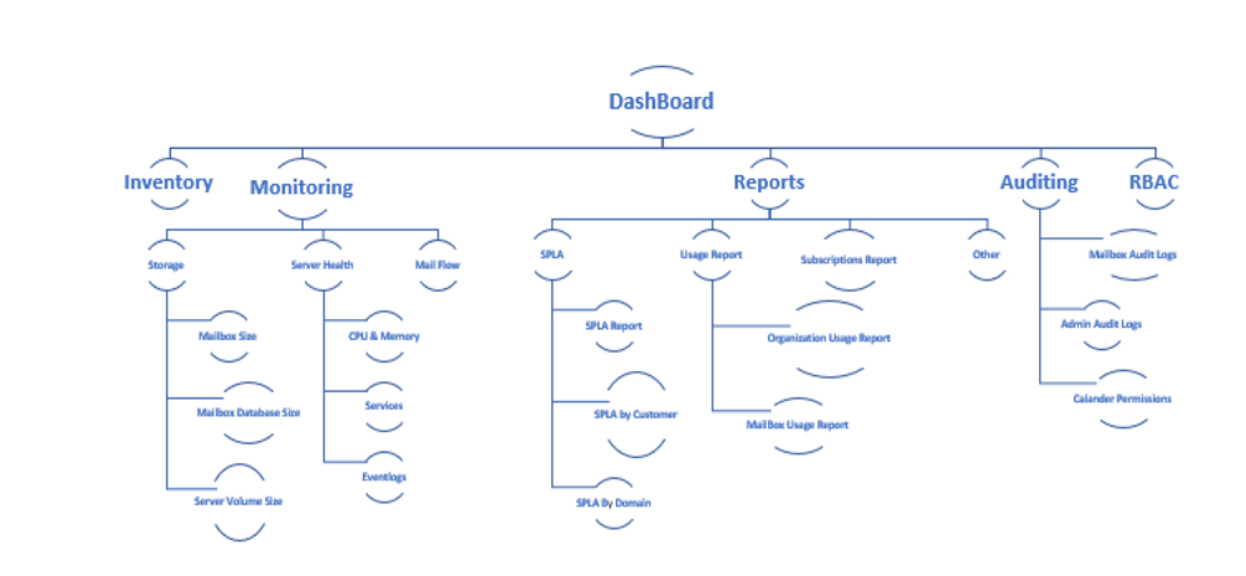 DashBoard
Inventory
Monitoring
Reports
Auditing
RBAC
Storage
Server Health
Mail Flow
SPLA
Usage Report
Subscriptions Report
Other
Mailbox Audit Logs
Mailbox Size
CPU & Memory
SPLA Report
Organization Usage Report
Admin Audit Logs
Mailbox Database Size
Services
SPLA by Customer
MailBox Usage Report
Calander Permissions
Server Volume Size
Eventlogs
SPLA By Domain